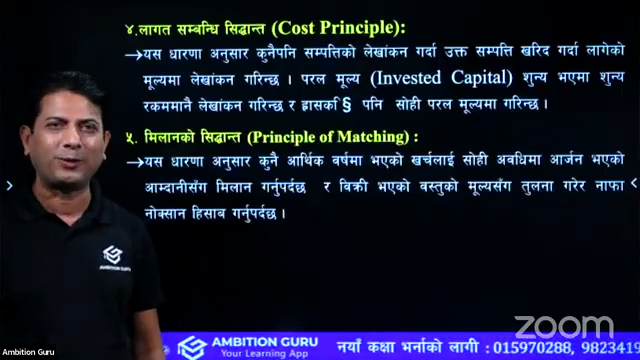 ४.लागत सम्बन्धि सिद्धान्त (Cost Principle):
→यस धारणा अनुसार कुनैपनि सम्पत्तिको लेखांकन गर्दा उक्त सम्पत्ति खरिद गर्दा लागेको
मूल्यमा लेखांकन गरिन्छ । परल मूल्य (Invested Capital) शुन्य भएमा शुन्य
रकममानै लेखांकन गरिन्छ र ह्रासकÞि§ पनि सोही परल मूल्यमा गरिन्छ ।
५. मिलानको सिद्धान्त (Principle of Matching) :
→यस धारणा अनुसार कुनै आर्थिक वर्षमा भएको खर्चलाई सोही अवधिमा आर्जन भएको
आम्दानीसँग मिलान गर्नुपर्दछ र विक्री भएको वस्तुको मूल्यसँग तुलना गरेर नाफा
नोक्सान हिसाब गर्नुपर्दछ ।
AMBITION GURU
zoom
Ambition Guru
AMBITION GURU
Your Learning App
नयाँ कक्षा भर्नाको लागी : 015970288, 9823419